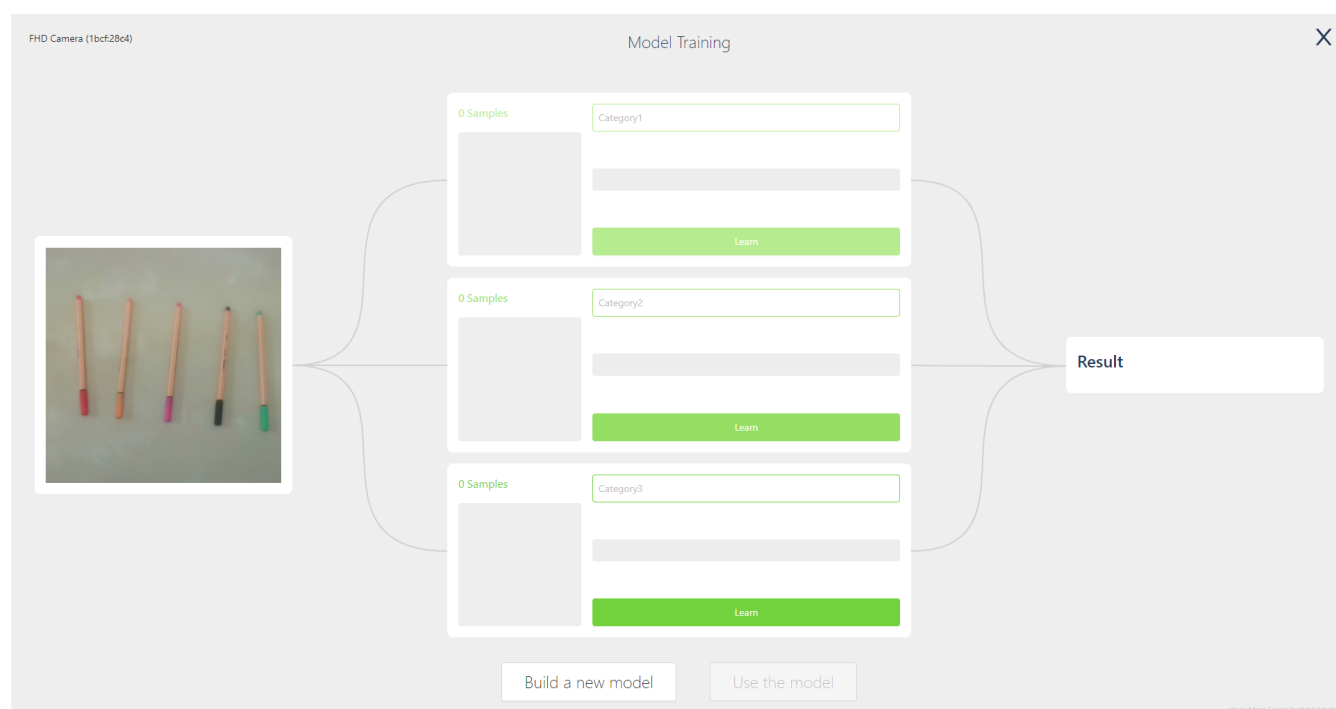 FHD Camera (1bcf:28c4)
Model Training
X
0 Samples
Category1
Learn
0 Samples
Category2
Learn
0 Samples
Category3
Learn
Result
Build a new model
Use the model